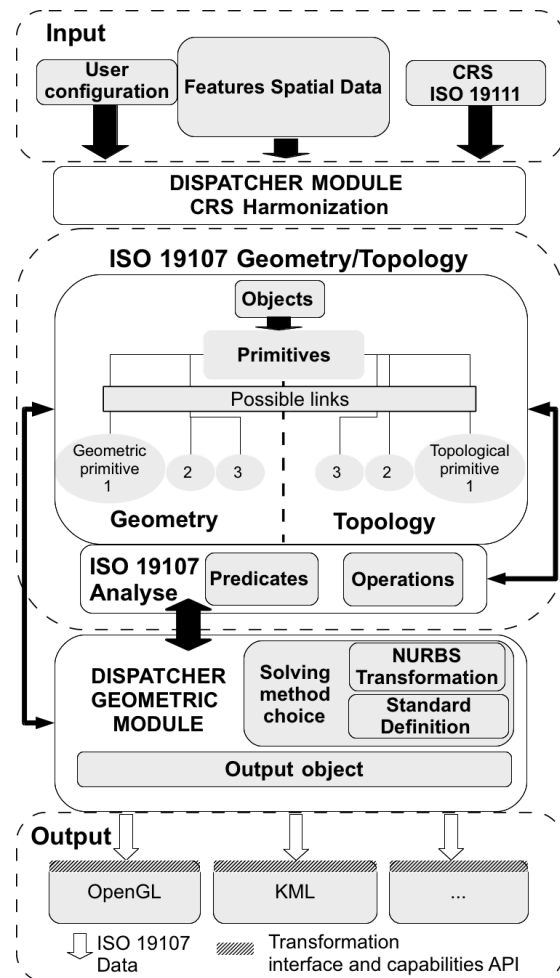 Input
User
configuration
Features Spatial Data
CRS
ISO 19111
DISPATCHER MODULE
CRS Harmonization
ISO 19107 Geometry/Topology
Objects
Primitives
Possible links
Geometric
primitive
1
2
3
3
2
Topological
primitive
1
Geometry
Topology
ISO 19107
Analyse
Predicates
Operations
DISPATCHER
GEOMETRIC
MODULE
Solving
method
choice
NURBS
Transformation
Standard
Definition
Output object
Output
OpenGL
KML
...
ISO 19107
Data
Transformation
interface and capabilities API